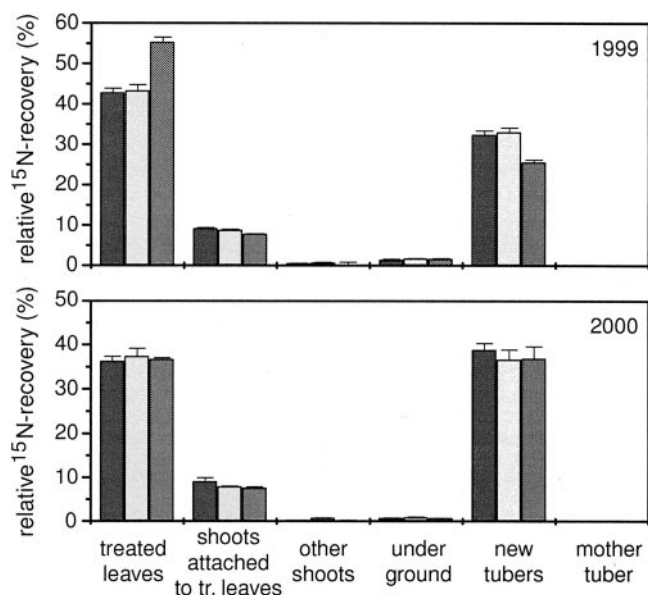 relative ¹⁵N-recovery (%)
60
50
40
30
20
10
0
1999
relative ¹⁵N-recovery (%)
50
40
30
20
10
0
2000
treated
leaves
shoots
attached
to tr. leaves
other
shoots
under
ground
new
tubers
mother
tuber